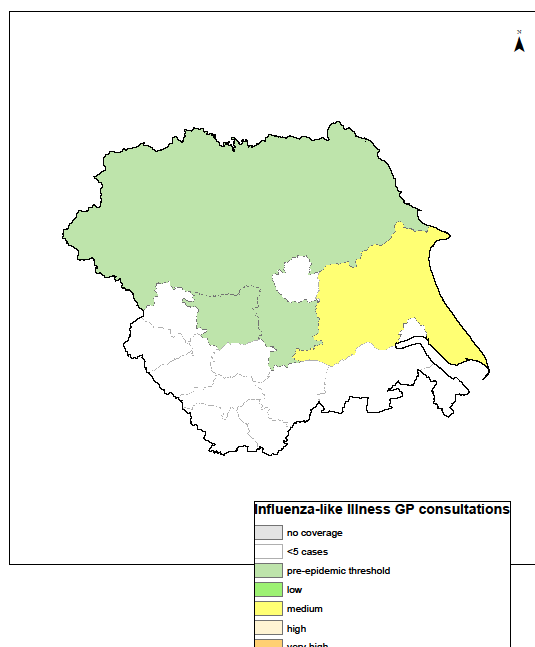 N
Influenza-like Illness GP consultations
no coverage
<5 cases
pre-epidemic threshold
low
medium
high
very high